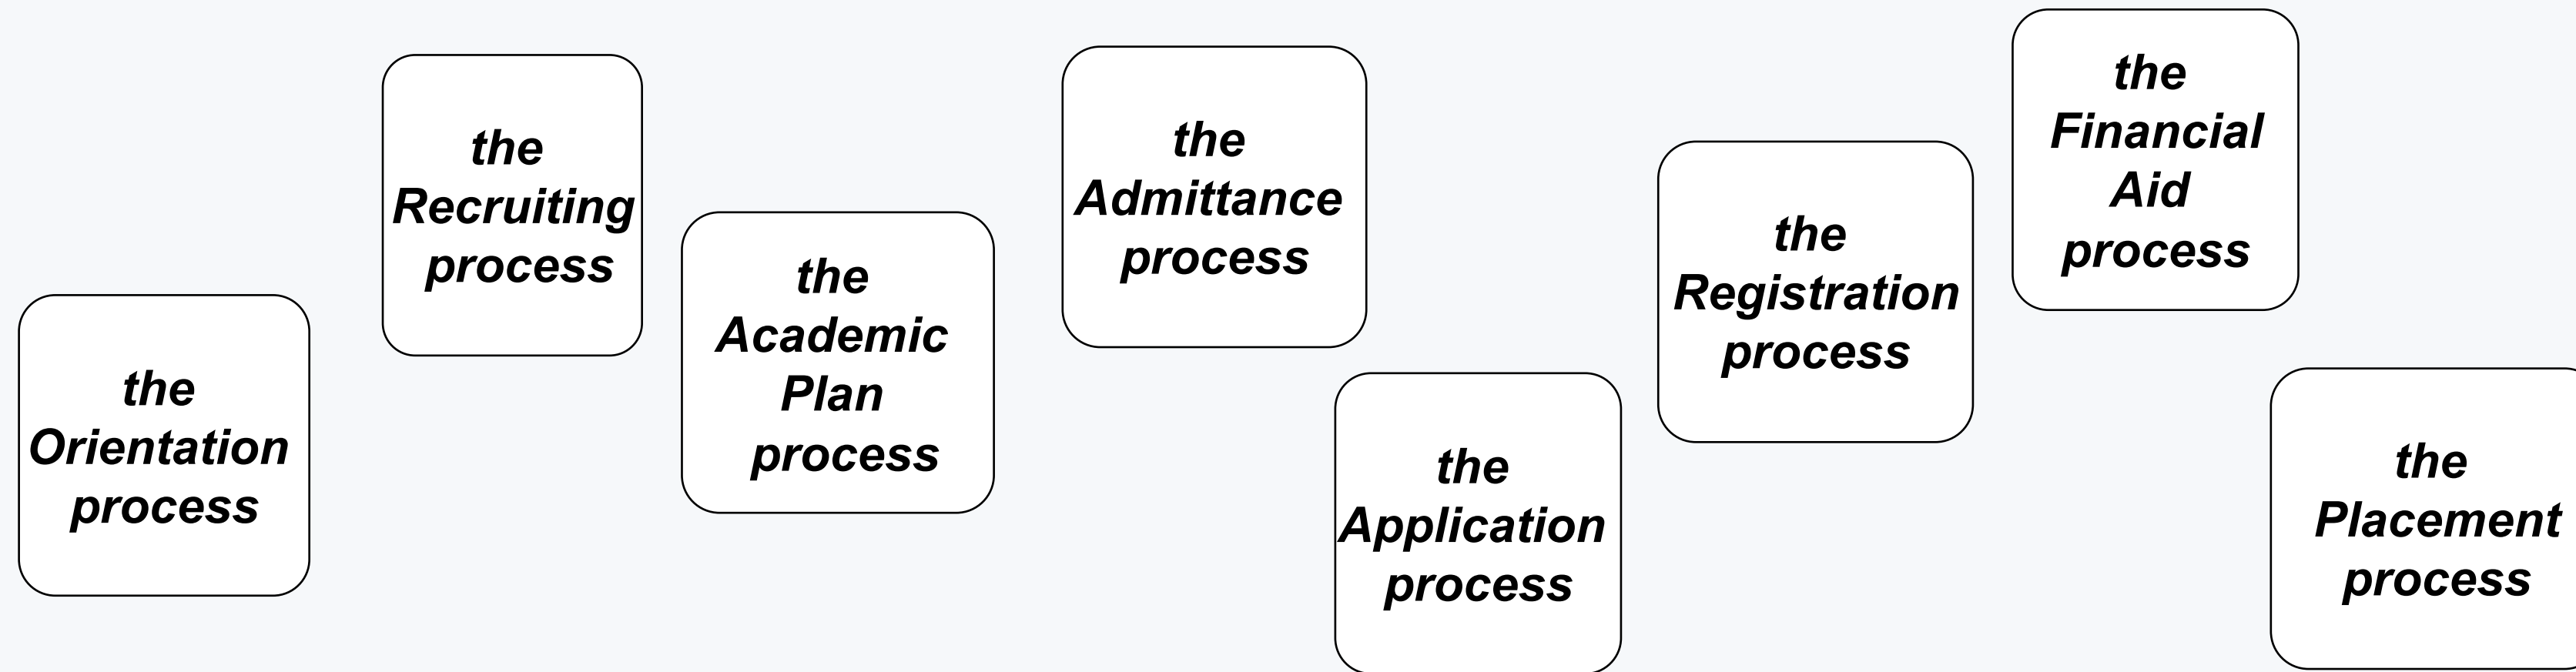 the
Orientation
process
the
Recruiting
process
the
Academic
Plan
process
the
Admittance
process
the
Application
process
the
Registration
process
the
Financial
Aid
process
the
Placement
process